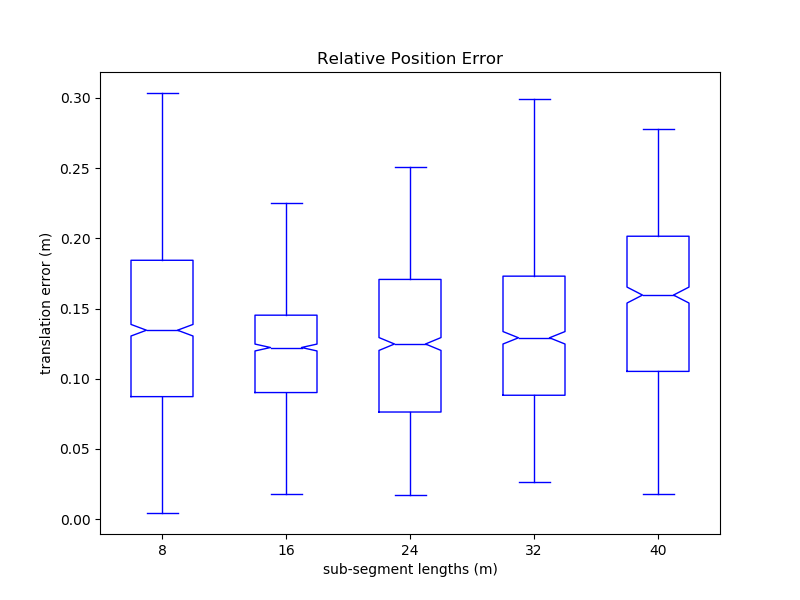 Relative Position Error
translation error (m)
0.30
0.25
0.20
0.15
0.10
0.05
0.00
8 16 24 32 40
sub-segment lengths (m)